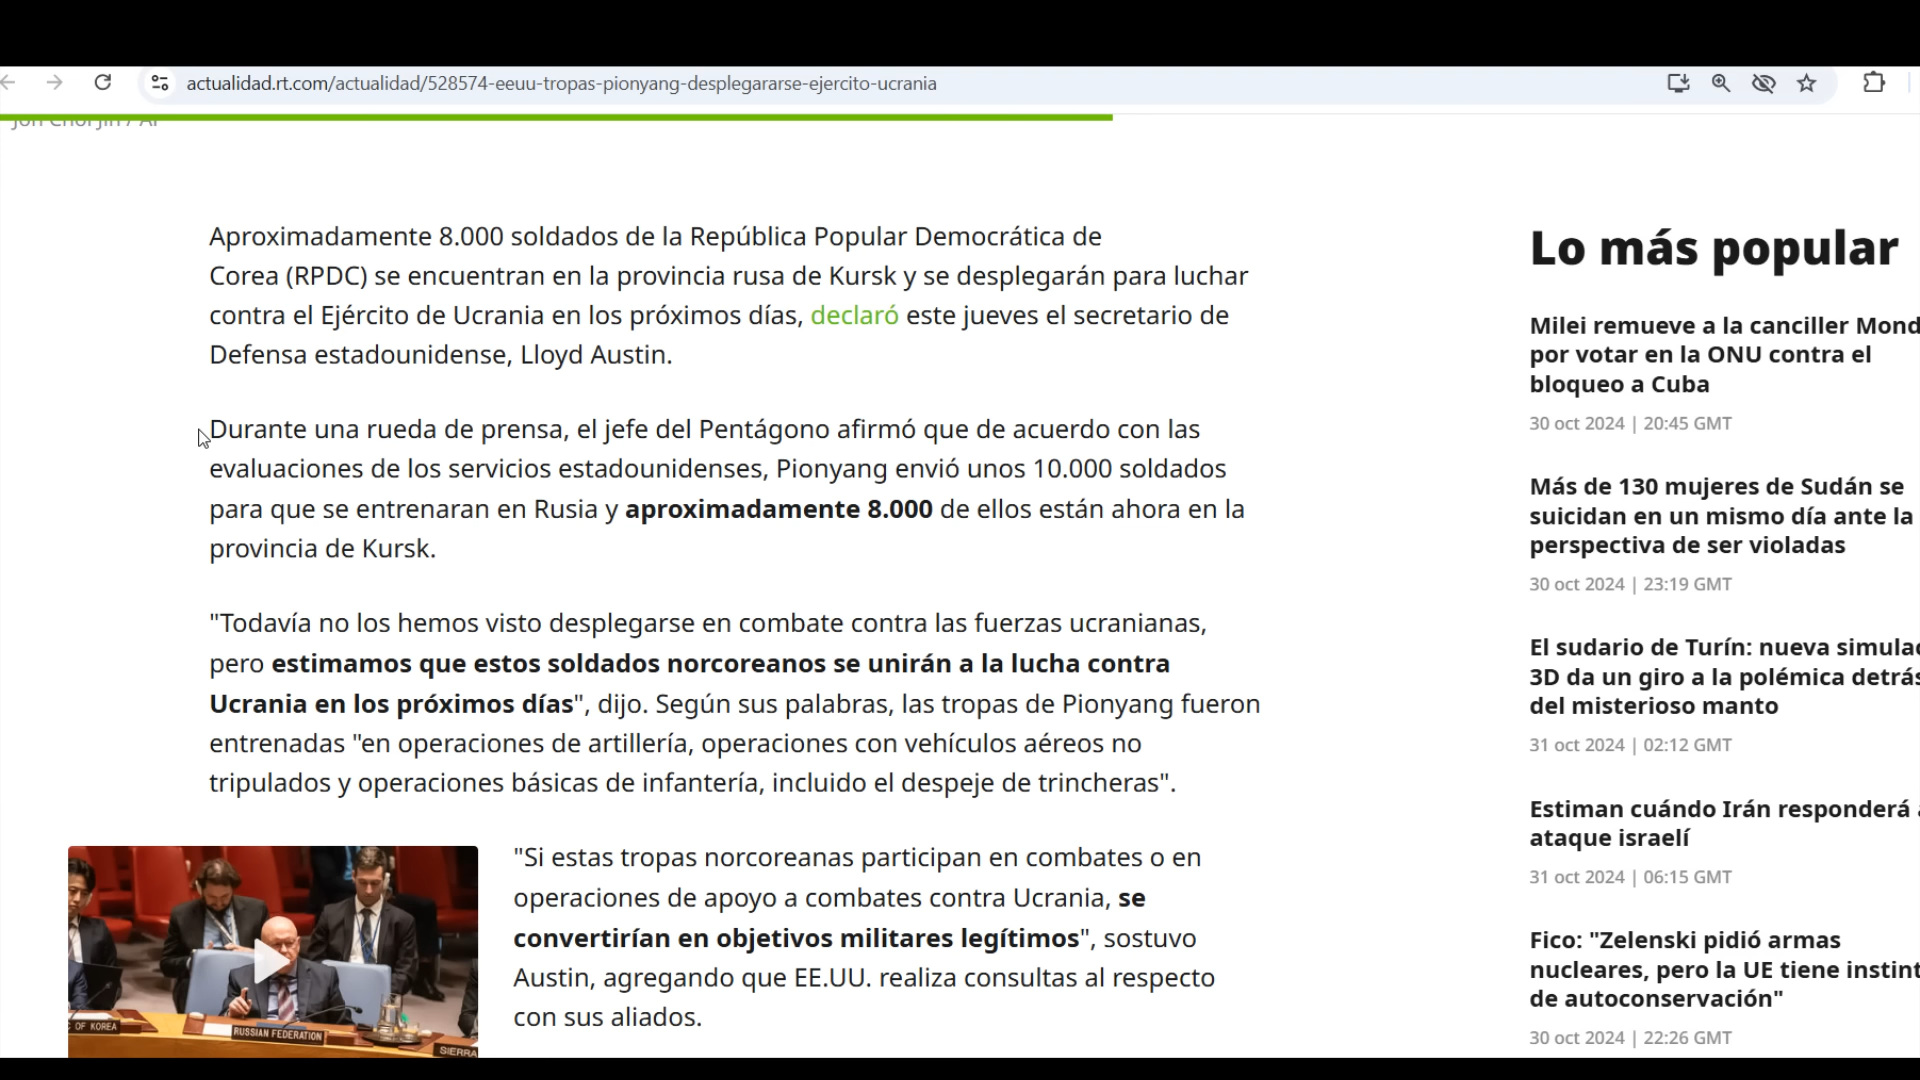 actualidad.rt.com/actualidad/528574-eeuu-tropas-pionyang-desplegararse-ejercito-ucrania
Aproximadamente 8.000 soldados de la República Popular Democrática de
Corea (RPDC) se encuentran en la provincia rusa de Kursk y se desplegarán para luchar
contra el Ejército de Ucrania en los próximos días, declaró este jueves el secretario de
Defensa estadounidense, Lloyd Austin.
Durante una rueda de prensa, el jefe del Pentágono afirmó que de acuerdo con las
evaluaciones de los servicios estadounidenses, Pionyang envió unos 10.000 soldados
para que se entrenaran en Rusia y aproximadamente 8.000 de ellos están ahora en la
provincia de Kursk.
"Todavía no los hemos visto desplegarse en combate contra las fuerzas ucranianas,
pero estimamos que estos soldados norcoreanos se unirán a la lucha contra
Ucrania en los próximos días", dijo. Según sus palabras, las tropas de Pionyang fueron
entrenadas "en operaciones de artillería, operaciones con vehículos aéreos no
tripulados y operaciones básicas de infantería, incluido el despeje de trincheras".
"Si estas tropas norcoreanas participan en combates o en
operaciones de apoyo a combates contra Ucrania, se
convertirían en objetivos militares legítimos", sostuvo
Austin, agregando que EE.UU. realiza consultas al respecto
con sus aliados.
C OF KOREA
RUSSIAN FEDERATION
SIERRA
Lo más popular
Milei remueve a la canciller Mond
por votar en la ONU contra el
bloqueo a Cuba
30 oct 2024 | 20:45 GMT
Más de 130 mujeres de Sudán se
suicidan en un mismo día ante la
perspectiva de ser violadas
30 oct 2024 | 23:19 GMT
El sudario de Turín: nueva simulac
3D da un giro a la polémica detrás
del misterioso manto
31 oct 2024 | 02:12 GMT
Estiman cuándo Irán responderá a
ataque israelí
31 oct 2024 | 06:15 GMT
Fico: "Zelenski pidió armas
nucleares, pero la UE tiene instint
de autoconservación"
30 oct 2024 | 22:26 GMT